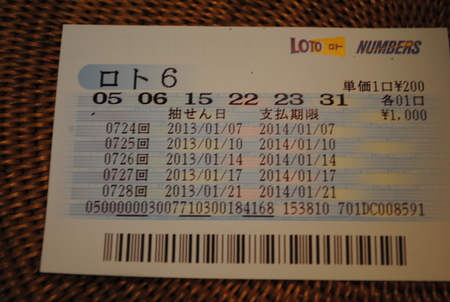 LOTO ロト NUMBERS
ロト6
単価1口¥200
05 06 15 22 23 31 各01口
抽せん日 支払期限 ¥1,000
0724回 2013/01/07 2014/01/07
0725回 2013/01/10 2014/01/10
0726回 2013/01/14 2014/01/14
0727回 2013/01/17 2014/01/17
0728回 2013/01/21 2014/01/21
050000003007710300184168 153810 701DC008591